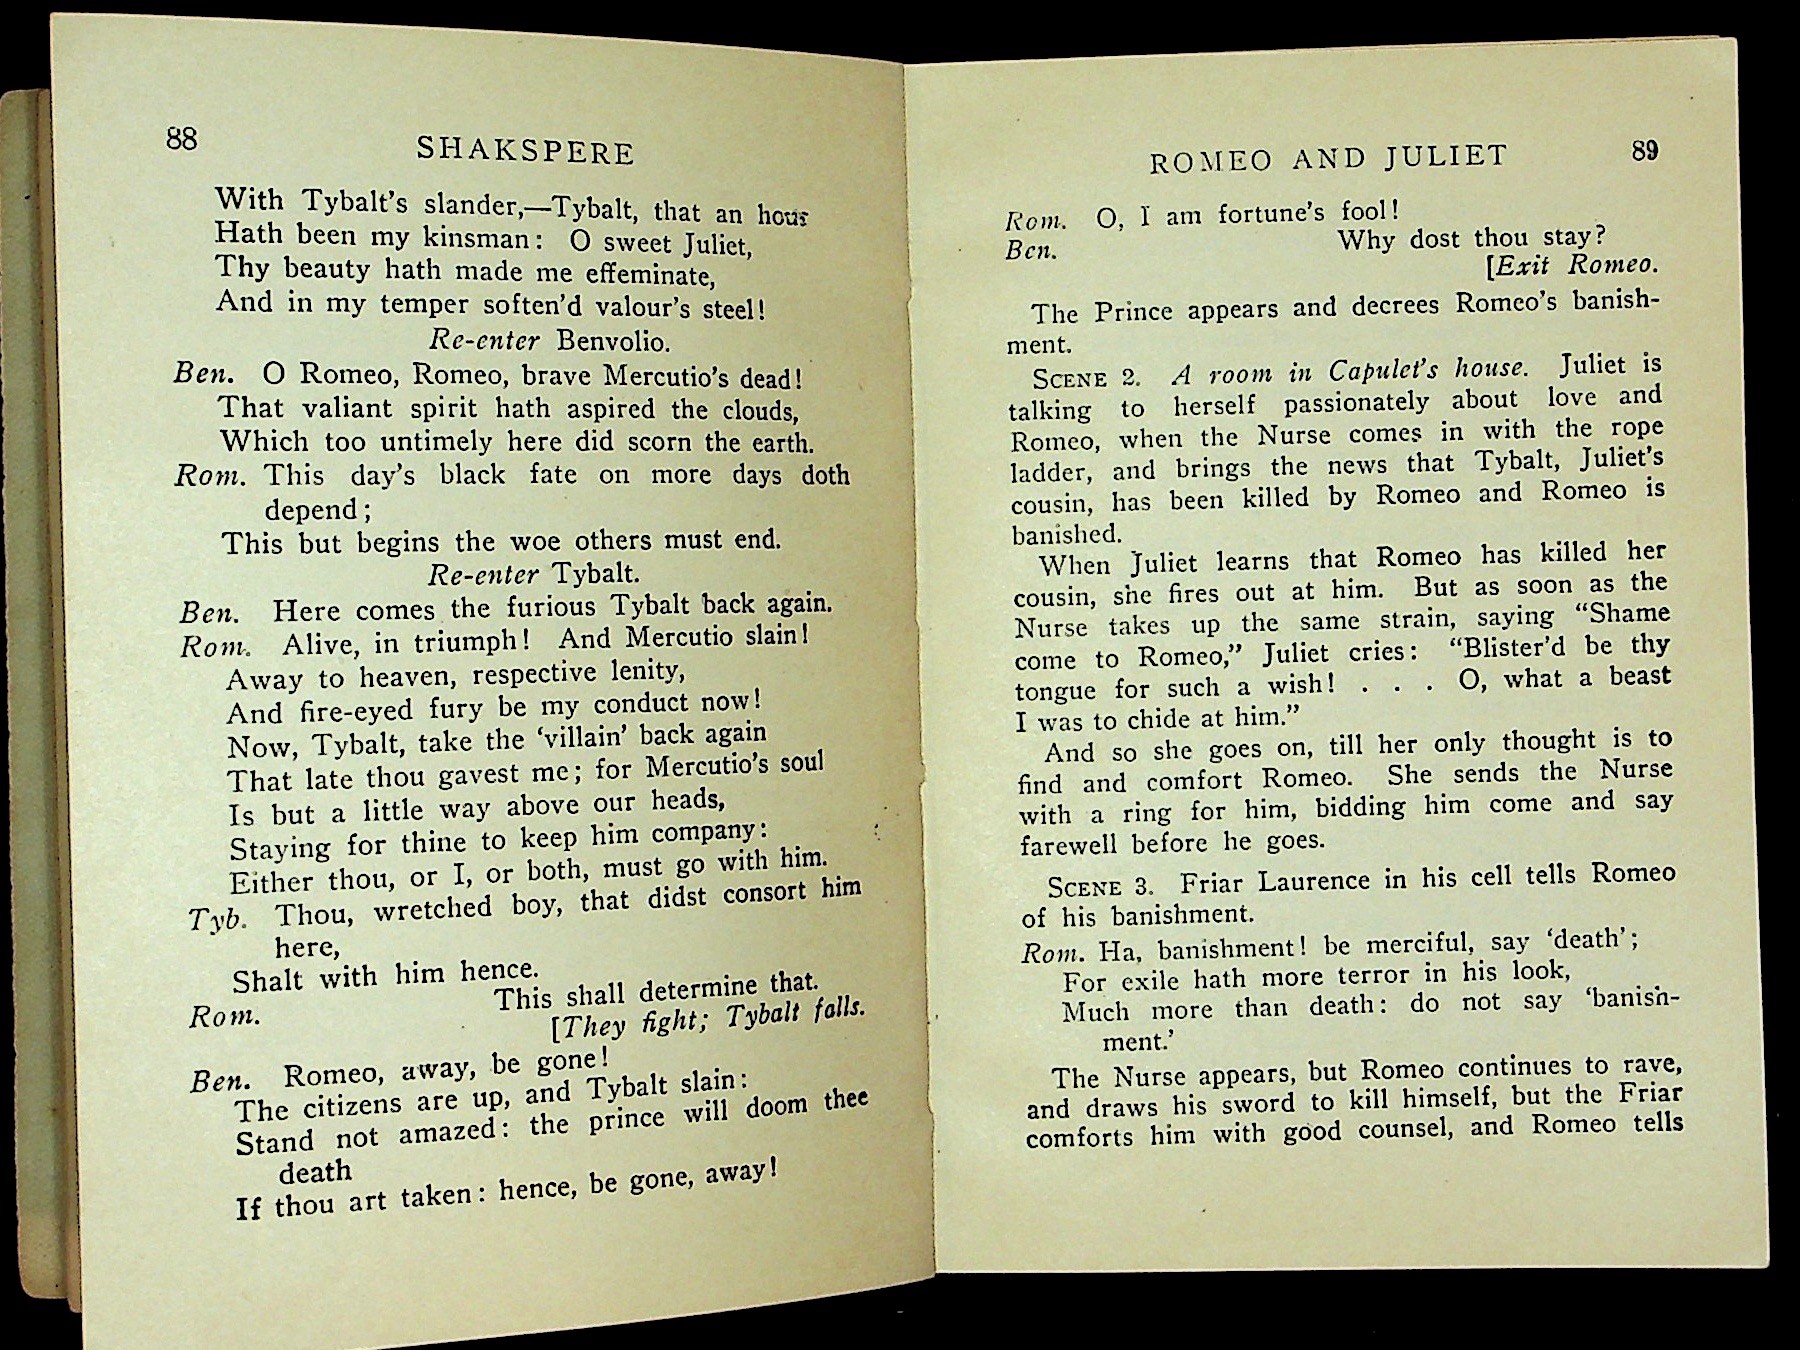 88
SHAKSPERE
With Tybalt's slander,—Tybalt, that an hour
Hath been my kinsman: O sweet Juliet,
Thy beauty hath made me effeminate,
And in my temper soften'd valour's steel!
Re-enter Benvolio.
Ben. O Romeo, Romeo, brave Mercutio's dead!
That valiant spirit hath aspired the clouds,
Which too untimely here did scorn the earth.
Rom. This day's black fate on more days doth
depend;
This but begins the woe others must end.
Re-enter Tybalt.
Ben. Here comes the furious Tybalt back again.
Rom. Alive, in triumph! And Mercutio slain!
Away to heaven, respective lenity,
And fire-eyed fury be my conduct now!
Now, Tybalt, take the 'villain' back again
That late thou gavest me; for Mercutio's soul
Is but a little way above our heads,
Staying for thine to keep him company:
Either thou, or I, or both, must go with him.
Tyb. Thou, wretched boy, that didst consort him
here,
Shalt with him hence.
Rom. This shall determine that.
[They fight; Tybalt falls.
Ben. Romeo, away, be gone!
The citizens are up, and Tybalt slain:
Stand not amazed: the prince will doom thee
death
If thou art taken: hence, be gone, away!
ROMEO AND JULIET
89
Rom. O, I am fortune's fool!
Ben. Why dost thou stay?
[Exit Romeo.
The Prince appears and decrees Romeo's banish-
ment.
SCENE 2. A room in Capulet's house. Juliet is
talking to herself passionately about love and
Romeo, when the Nurse comes in with the rope
ladder, and brings the news that Tybalt, Juliet's
cousin, has been killed by Romeo and Romeo is
banished.
When Juliet learns that Romeo has killed her
cousin, she fires out at him. But as soon as the
Nurse takes up the same strain, saying "Shame
come to Romeo," Juliet cries: "Blister'd be thy
tongue for such a wish! . . . O, what a beast
I was to chide at him."
And so she goes on, till her only thought is to
find and comfort Romeo. She sends the Nurse
with a ring for him, bidding him come and say
farewell before he goes.
SCENE 3. Friar Laurence in his cell tells Romeo
of his banishment.
Rom. Ha, banishment! be merciful, say 'death';
For exile hath more terror in his look,
Much more than death: do not say 'banish-
ment.'
The Nurse appears, but Romeo continues to rave,
and draws his sword to kill himself, but the Friar
comforts him with good counsel, and Romeo tells